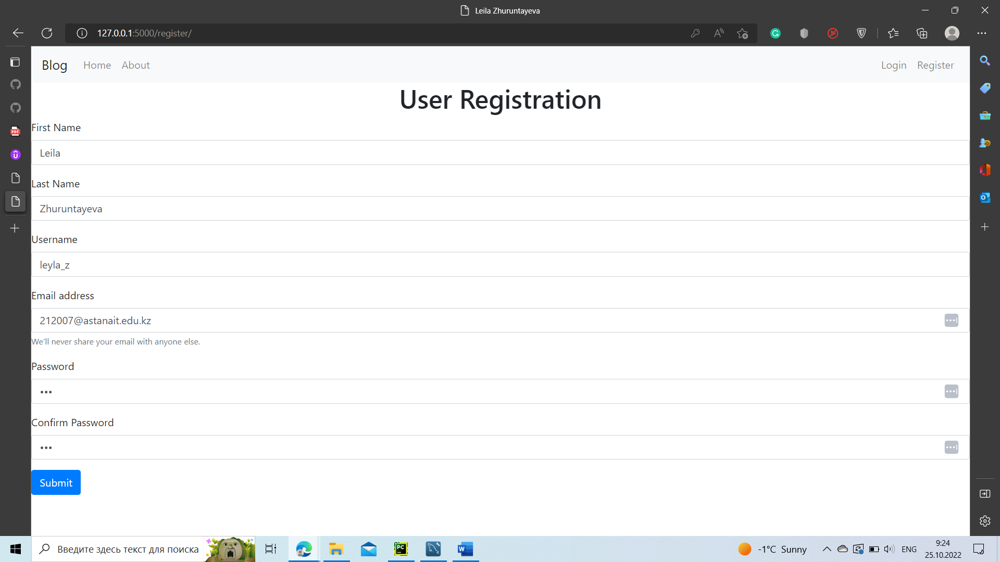 Leila Zhuruntayeva
127.0.0.1:5000/register/
Blog Home About Login Register
User Registration
First Name
Leila
Last Name
Zhuruntayeva
Username
leyla_z
Email address
212007@astanait.edu.kz
We'll never share your email with anyone else.
Password
•••
Confirm Password
•••
Submit
Введите здесь текст для поиска
-1°C Sunny
ENG
9:24
25.10.2022